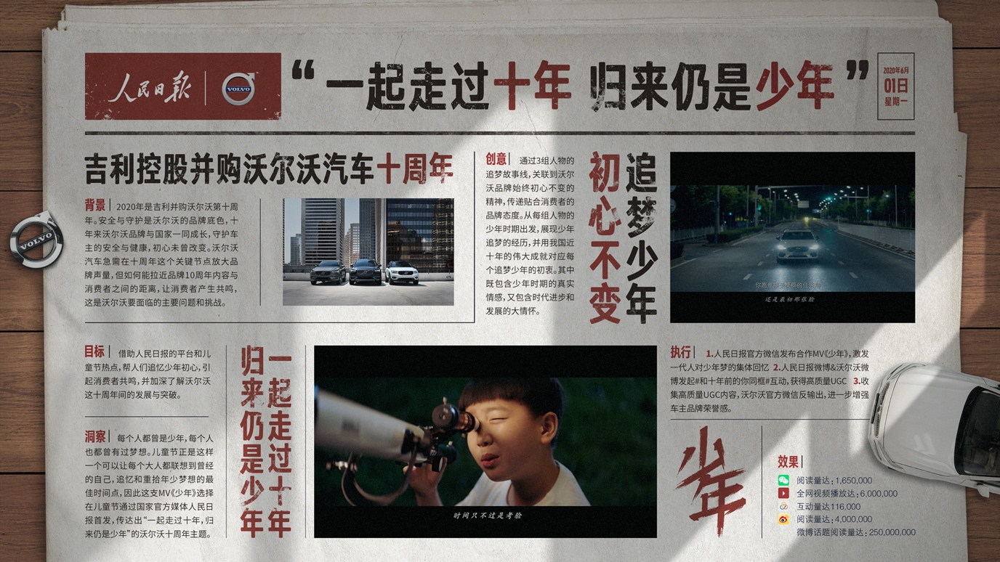 人民日报
VOLVO
“一起走过十年 归来仍是少年”
2020年6月
01日
星期一
VOLVO
吉利控股并购沃尔沃汽车十周年
背景 2020年是吉利并购沃尔沃第十周
年。安全与守护是沃尔沃的品牌底色,十
年来沃尔沃品牌与国家一同成长,守护车
主的安全与健康,初心未曾改变。沃尔沃
汽车急需在十周年这个关键节点放大品
牌声量,但如何能拉近品牌10周年内容与
消费者之间的距离,让消费者产生共鸣,
这是沃尔沃要面临的主要问题和挑战。
创意 通过3组人物的
追梦故事线,关联到沃尔
沃品牌始终初心不变的
精神,传递贴合消费者的
品牌态度。从每组人物的
少年时期出发,展现少年
追梦的经历,并用我国近
十年的伟大成就对应每
个追梦少年的初衷。其中
既包含少年时期的真实
情感,又包含时代进步和
发展的大情怀。
追梦少年
初心不变
还是最初那张脸
目标 借助人民日报的平台和儿
童节热点,帮人们追忆少年初心,引
起消费者共鸣,并加深了解沃尔沃
这十周年间的发展与突破。
洞察 每个人都曾是少年,每个人
也都曾有过梦想。儿童节正是这样
一个可以让每个大人都联想到曾经
的自己,追忆和重拾年少梦想的最
佳时间点,因此这支MV《少年》选择
在儿童节通过国家官方媒体人民日
报首发,传达出“一起走过十年,归
来仍是少年”的沃尔沃十周年主题。
一起走过十年
归来仍是少年
时间只不过是考验
执行 1.人民日报官方微信发布合作MV《少年》,激发
一代人对少年梦的集体回忆 2.人民日报微博&沃尔沃微
博发起#和十年前的你同框#互动,获得高质量UGC 3.收
集高质量UGC内容,沃尔沃官方微信反输出,进一步增强
车主品牌荣誉感。
少年
效果
阅读量达:1,650,000
全网视频播放达:6,000,000
互动量达116,000
阅读量达:4,000,000
微博话题阅读量达:250,000,000